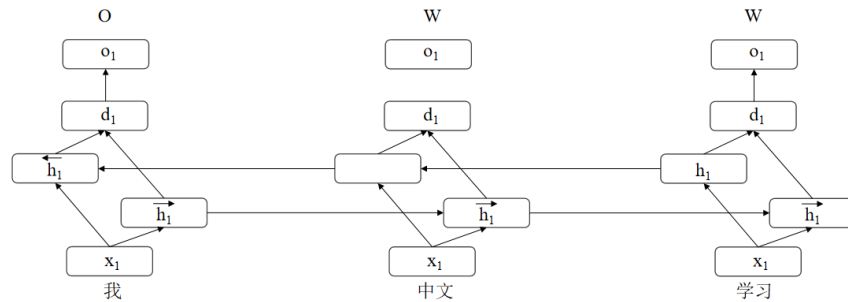 O W W
o₁ o₁ o₁
d₁ d₁ d₁
h₁ h₁
h₁ h₁ h₁
x₁ x₁ x₁
我 中文 学习